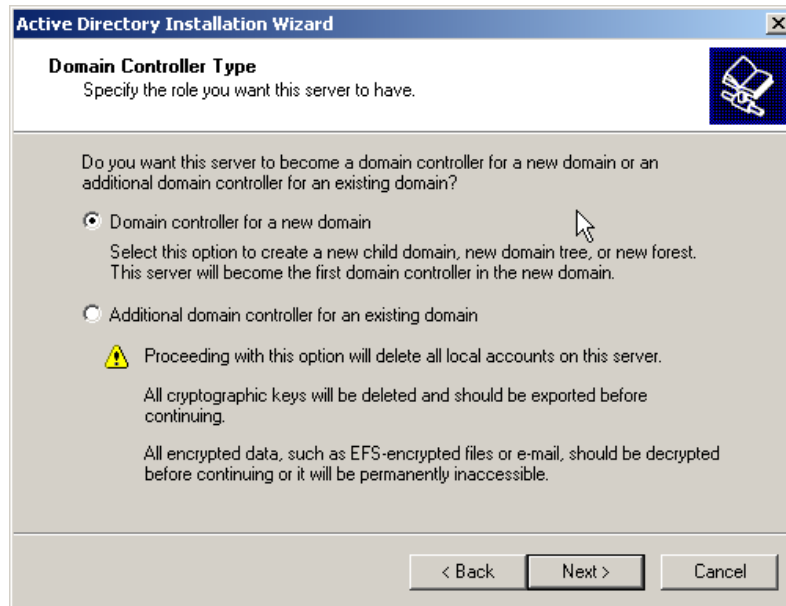 Active Directory Installation Wizard
Domain Controller Type
Specify the role you want this server to have.
Do you want this server to become a domain controller for a new domain or an
additional domain controller for an existing domain?
Domain controller for a new domain
Select this option to create a new child domain, new domain tree, or new forest.
This server will become the first domain controller in the new domain.
Additional domain controller for an existing domain
Proceeding with this option will delete all local accounts on this server.
All cryptographic keys will be deleted and should be exported before
continuing.
All encrypted data, such as EFS-encrypted files or e-mail, should be decrypted
before continuing or it will be permanently inaccessible.
< Back Next > Cancel